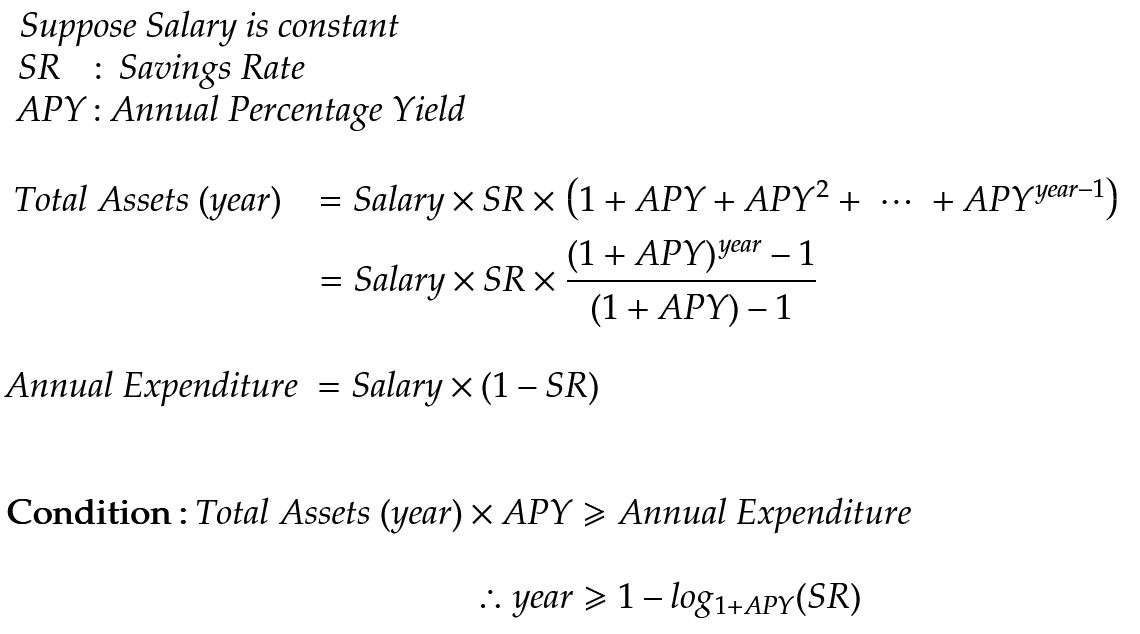 Suppose Salary is constant
SR : Savings Rate
APY : Annual Percentage Yield
Total Assets (year) = Salary × SR × (1 + APY + APY² + ⋯ + APY^{year−1})
= Salary × SR × \frac{(1 + APY)^{year} − 1}{(1 + APY) − 1}
Annual Expenditure = Salary × (1 − SR)
Condition : Total Assets (year) × APY ⩾ Annual Expenditure
∴ year ⩾ 1 − log_{1+APY}(SR)